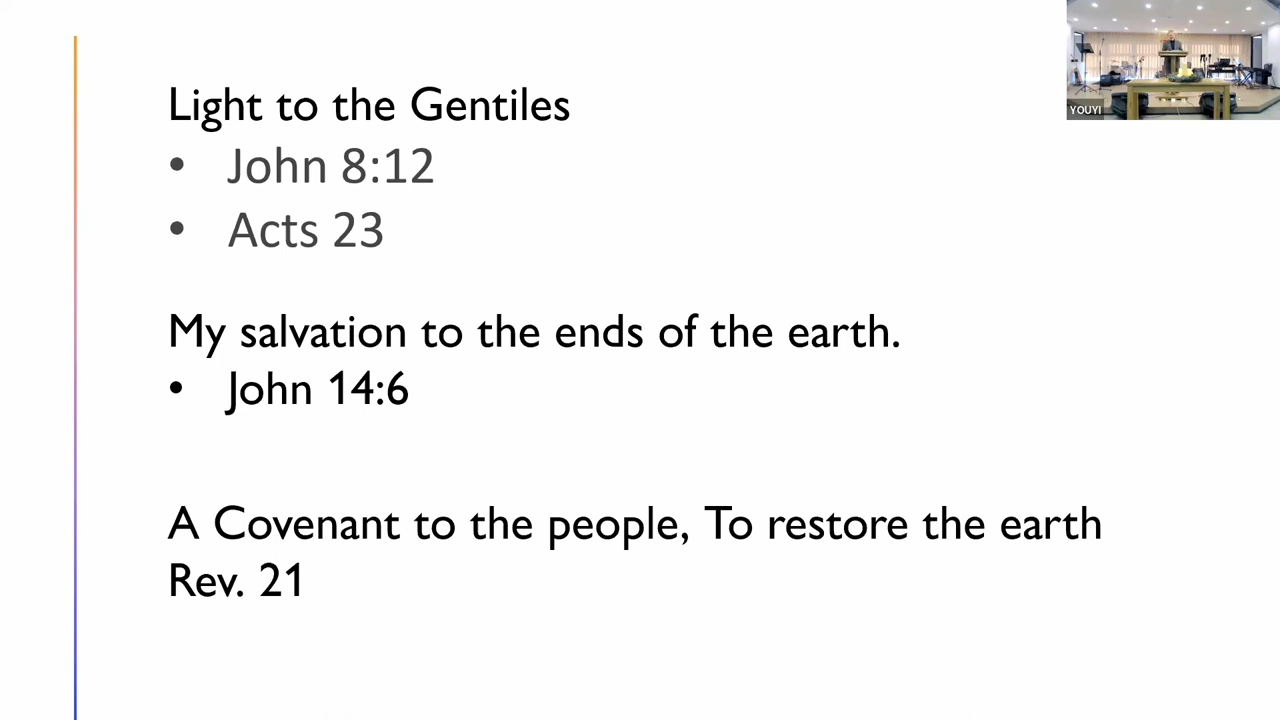 Light to the Gentiles
• John 8:12
• Acts 23
My salvation to the ends of the earth.
• John 14:6
A Covenant to the people, To restore the earth
Rev. 21
YOUYI